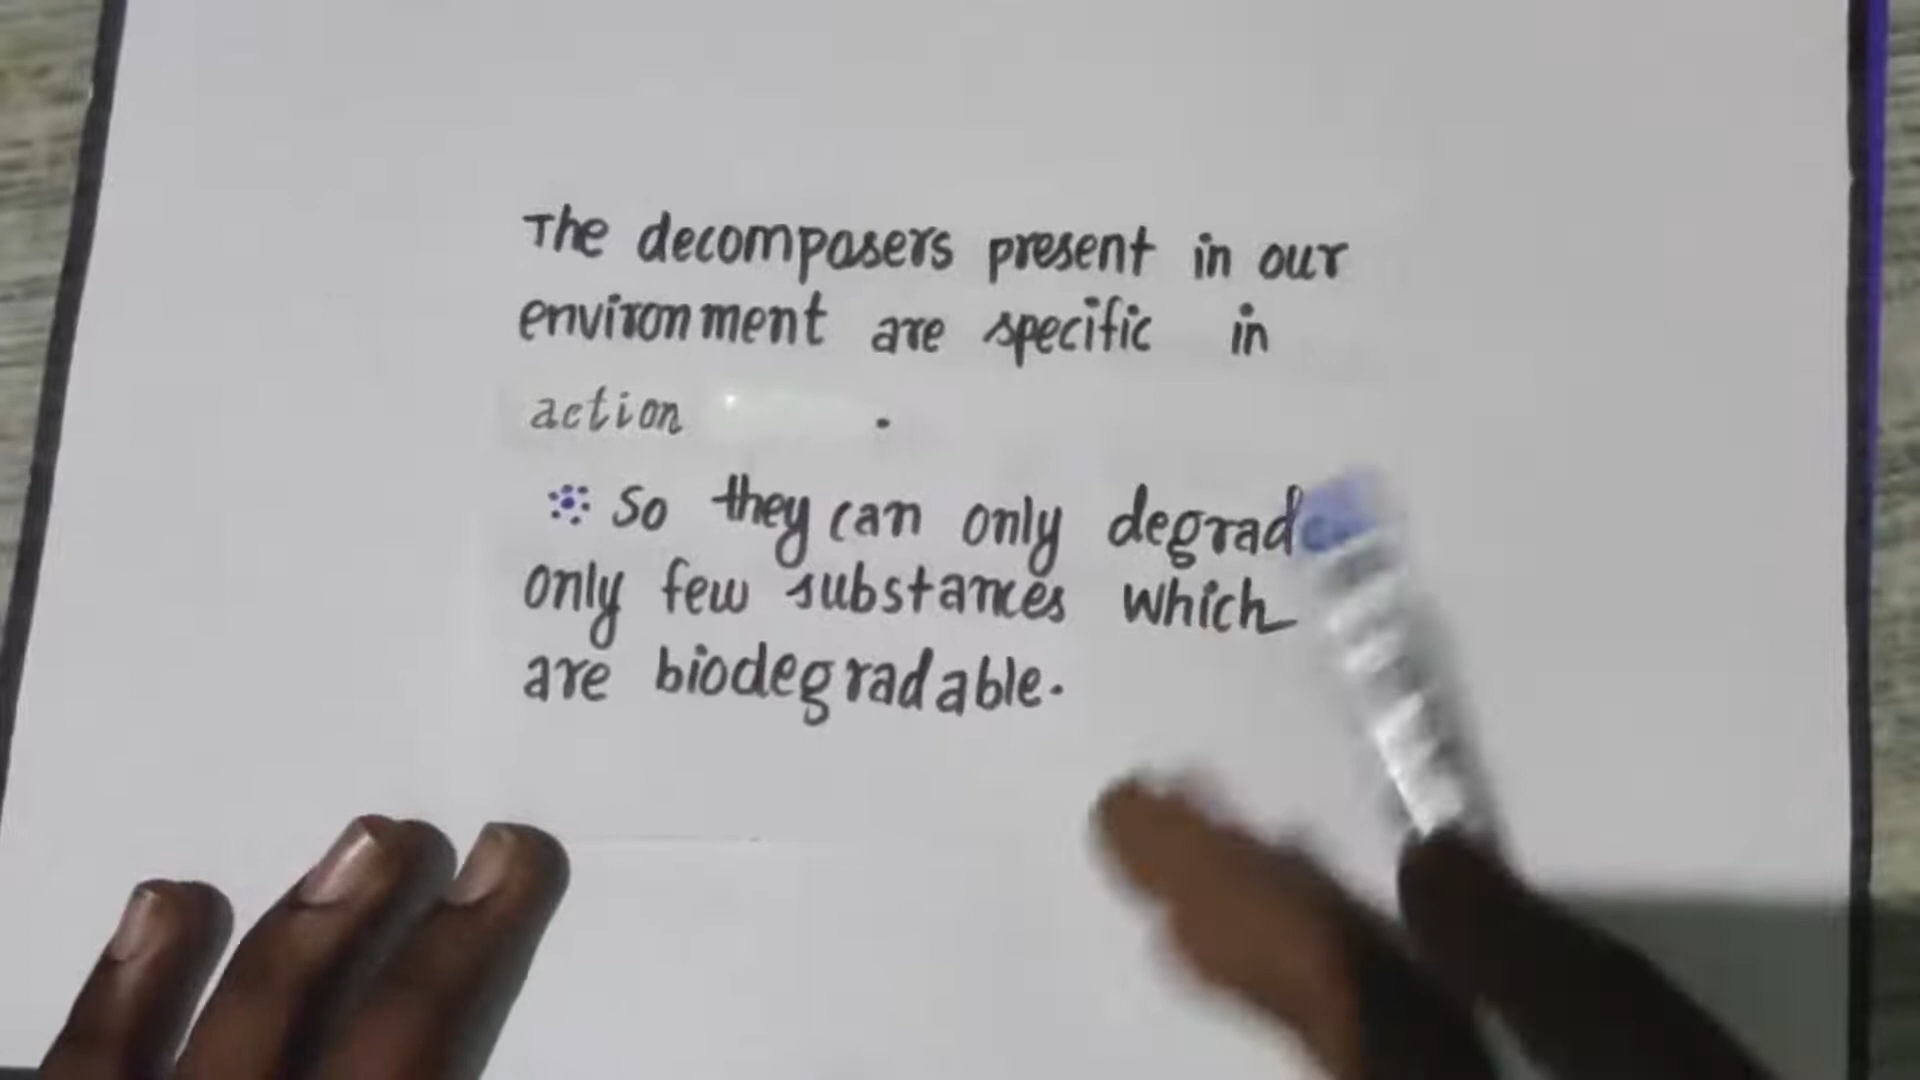 The decomposers present in our
environment are specific in
action .
So they can only degrade
only few substances which
are biodegradable.